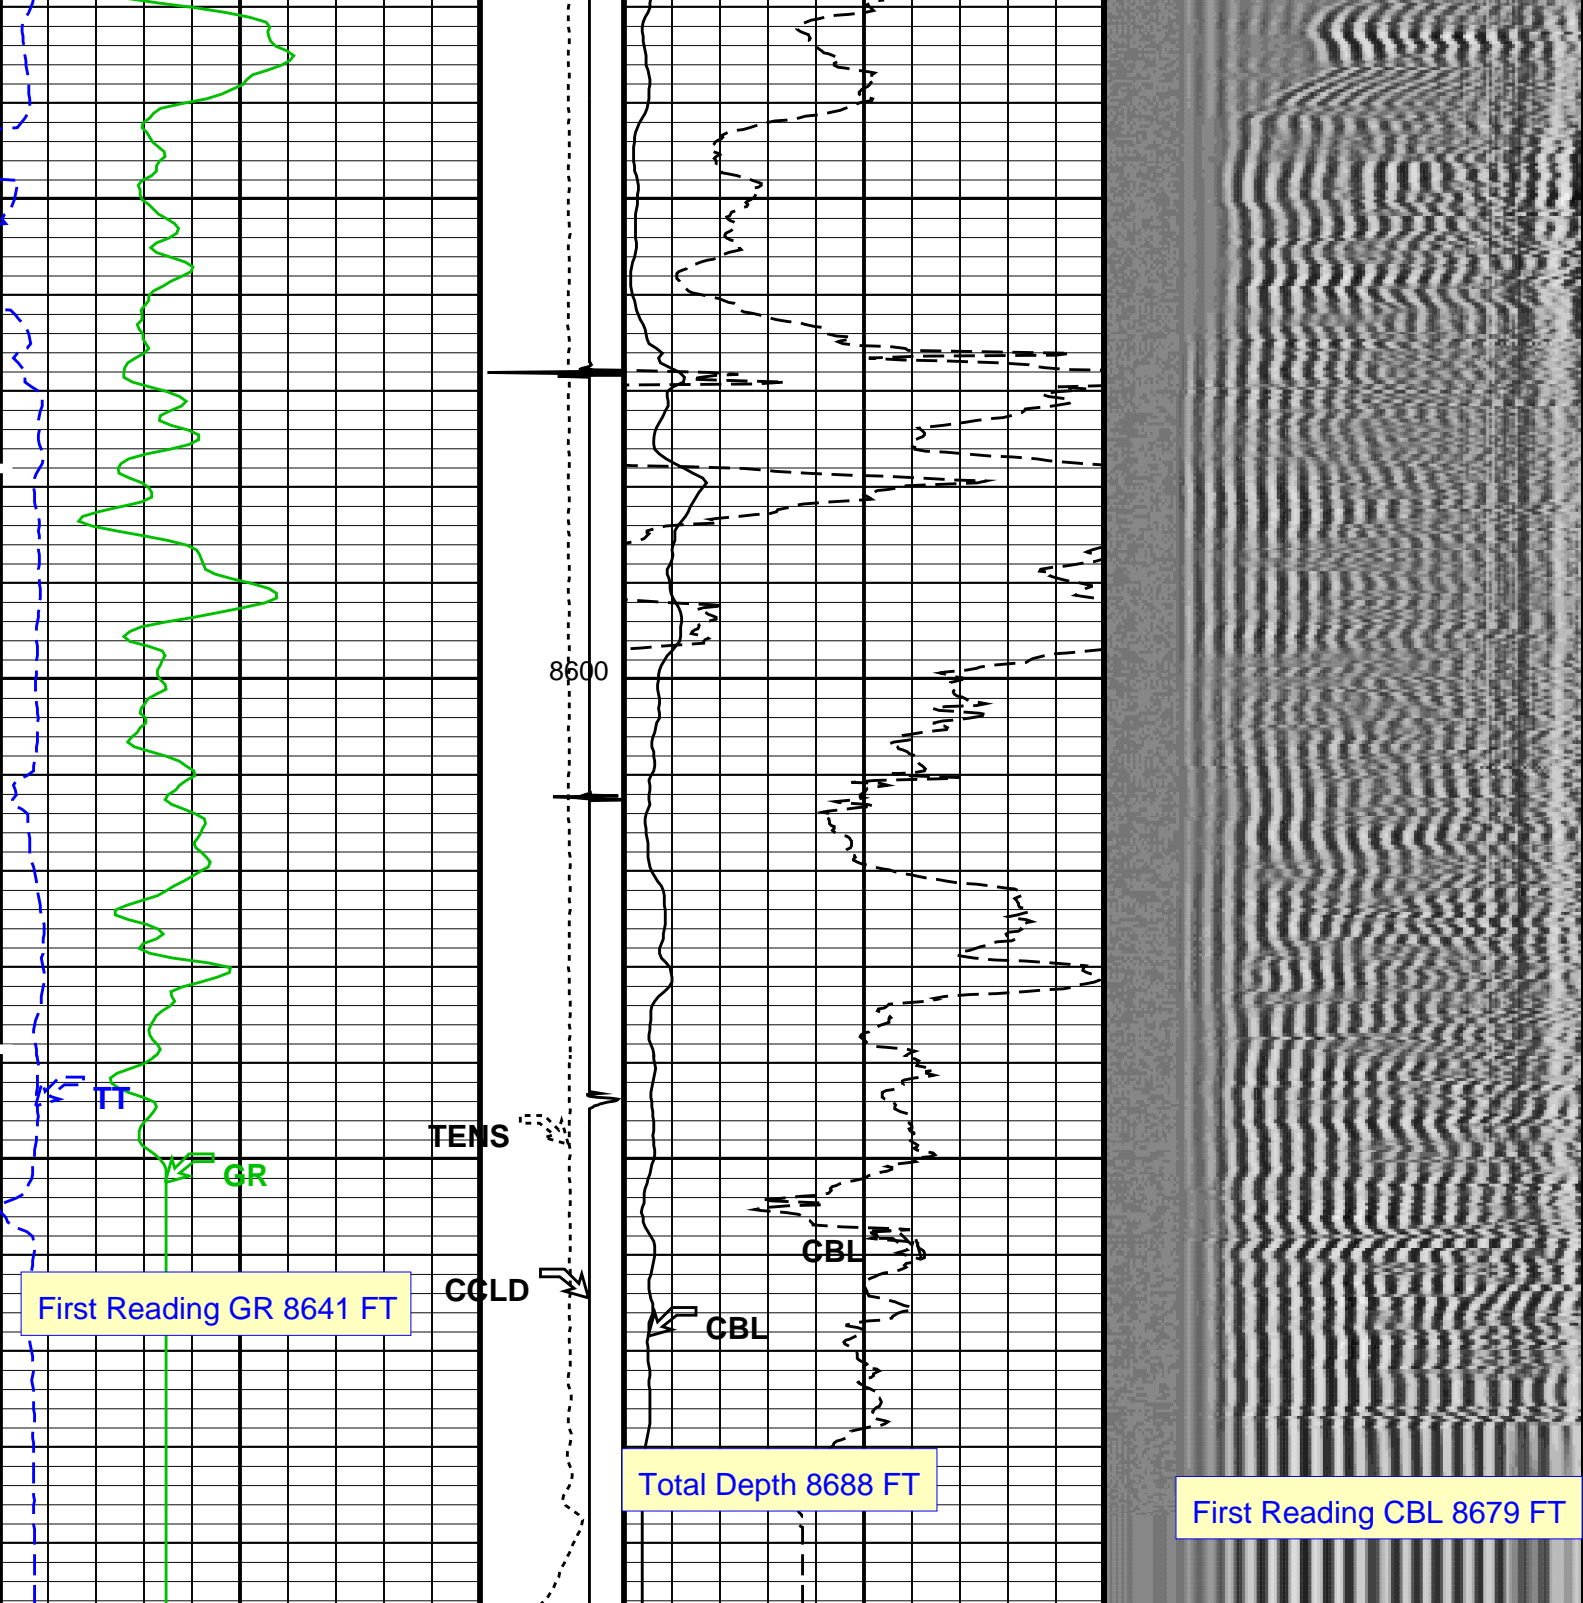 8600
TT
TENS
GR
CBL
CCLD
First Reading GR 8641 FT
CBL
Total Depth 8688 FT
First Reading CBL 8679 FT